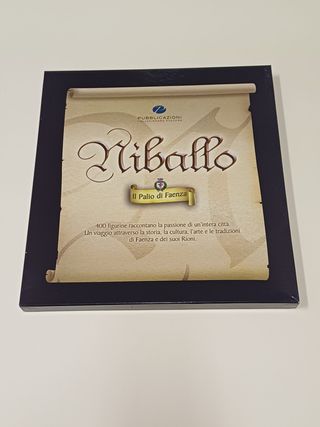 PUBBLICAZIONI
Niballo
Il Palio di Faenza
400 figurine raccontano la passione di un'intera città.
Un viaggio attraverso la storia, la cultura, l'arte e le tradizioni
di Faenza e dei suoi Rioni.